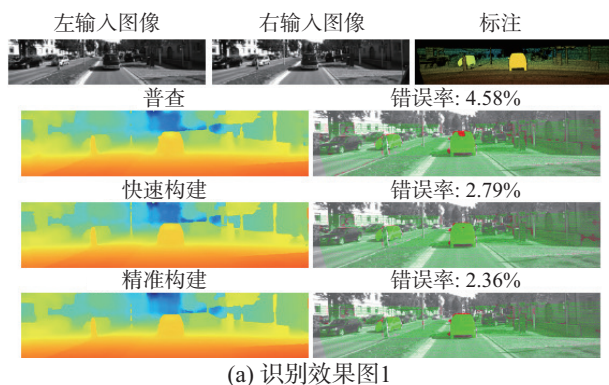 左输入图像 右输入图像 标注
普查 错误率: 4.58%
快速构建 错误率: 2.79%
精准构建 错误率: 2.36%
(a) 识别效果图1